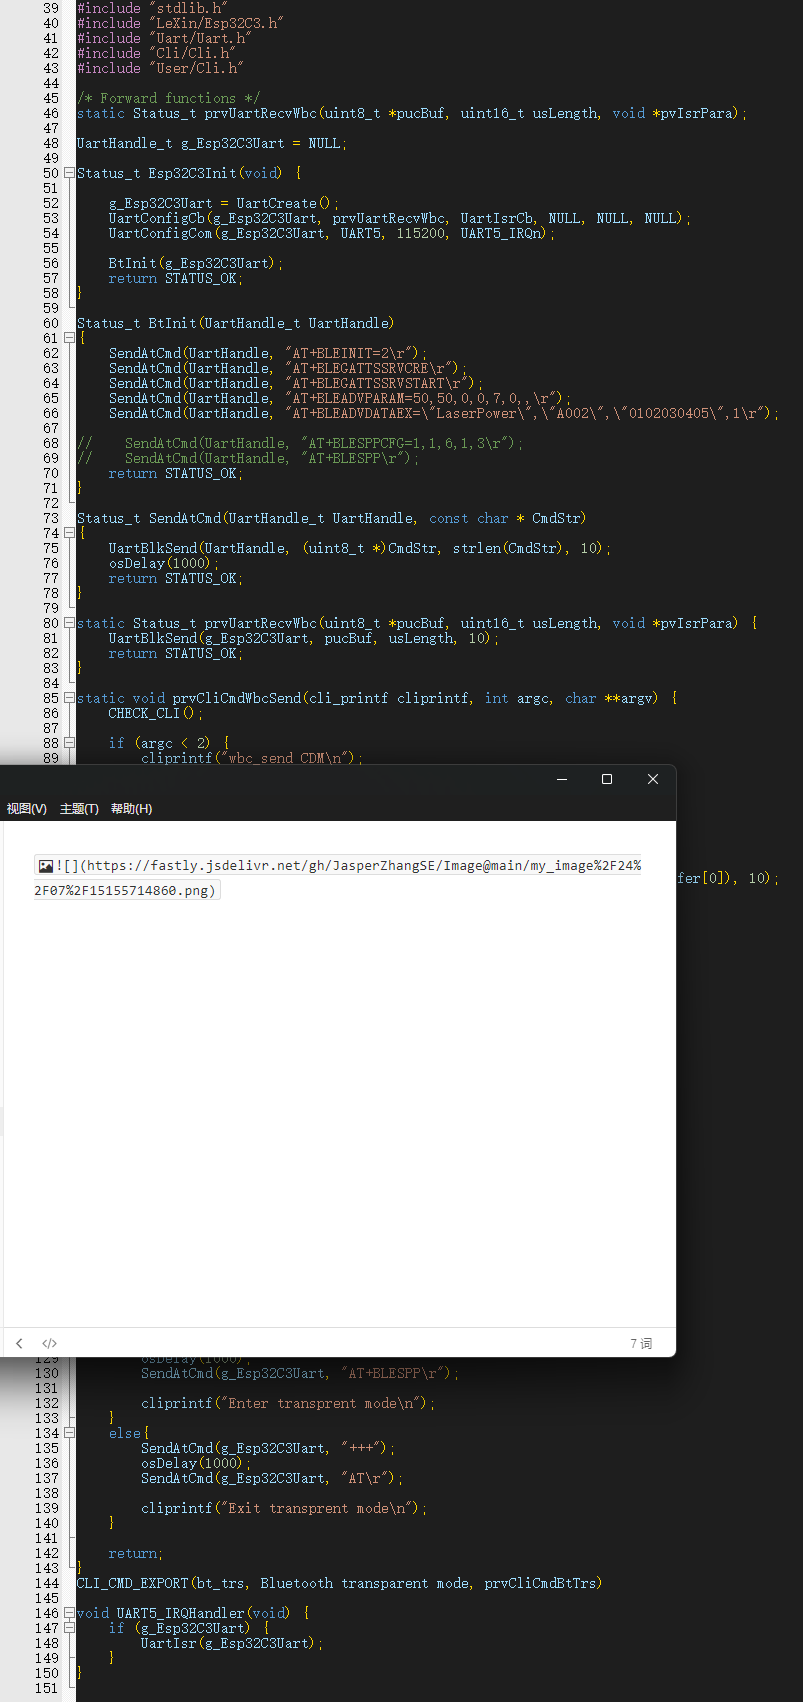 39 #include "stdlib.h"
40 #include "LeXin/Esp32C3.h"
41 #include "Uart/Uart.h"
42 #include "Cli/Cli.h"
43 #include "User/Cli.h"
44
45 /* Forward functions */
46 static Status_t prvUartRecvWbc(uint8_t *pucBuf, uint16_t usLength, void *pvIsrPara);
47
48 UartHandle_t g_Esp32C3Uart = NULL;
49
50 Status_t Esp32C3Init(void) {
51
52     g_Esp32C3Uart = UartCreate();
53     UartConfigCb(g_Esp32C3Uart, prvUartRecvWbc, UartIsrCb, NULL, NULL, NULL);
54     UartConfigCom(g_Esp32C3Uart, UART5, 115200, UART5_IRQn);
55
56     BtInit(g_Esp32C3Uart);
57     return STATUS_OK;
58 }
59
60 Status_t BtInit(UartHandle_t UartHandle)
61 {
62     SendAtCmd(UartHandle, "AT+BLEINIT=2\r");
63     SendAtCmd(UartHandle, "AT+BLEGATTSSRVCRE\r");
64     SendAtCmd(UartHandle, "AT+BLEGATTSSRVSTART\r");
65     SendAtCmd(UartHandle, "AT+BLEADVPARAM=50,50,0,0,7,0,,\r");
66     SendAtCmd(UartHandle, "AT+BLEADVDATAEX=\"LaserPower\",\"A002\",\"0102030405\",1\r");
67
68 //    SendAtCmd(UartHandle, "AT+BLESPPCFG=1,1,6,1,3\r");
69 //    SendAtCmd(UartHandle, "AT+BLESPP\r");
70     return STATUS_OK;
71 }
72
73 Status_t SendAtCmd(UartHandle_t UartHandle, const char * CmdStr)
74 {
75     UartBlkSend(UartHandle, (uint8_t *)CmdStr, strlen(CmdStr), 10);
76     osDelay(1000);
77     return STATUS_OK;
78 }
79
80 static Status_t prvUartRecvWbc(uint8_t *pucBuf, uint16_t usLength, void *pvIsrPara) {
81     UartBlkSend(g_Esp32C3Uart, pucBuf, usLength, 10);
82     return STATUS_OK;
83 }
84
85 static void prvCliCmdWbcSend(cli_printf cliprintf, int argc, char **argv) {
86     CHECK_CLI();
87
88     if (argc < 2) {
89         cliprintf("wbc_send CDM\n");
视图(V) 主题(T) 帮助(H)
![](https://fastly.jsdelivr.net/gh/JasperZhangSE/Image@main/my_image%2F24%
2F07%2F15155714860.png)
fer[0]), 10);
7 词
129         osDelay(1000);
130         SendAtCmd(g_Esp32C3Uart, "AT+BLESPP\r");
131
132         cliprintf("Enter transprent mode\n");
133     }
134     else{
135         SendAtCmd(g_Esp32C3Uart, "+++");
136         osDelay(1000);
137         SendAtCmd(g_Esp32C3Uart, "AT\r");
138
139         cliprintf("Exit transprent mode\n");
140     }
141
142     return;
143 }
144 CLI_CMD_EXPORT(bt_trs, Bluetooth transparent mode, prvCliCmdBtTrs)
145
146 void UART5_IRQHandler(void) {
147     if (g_Esp32C3Uart) {
148         UartIsr(g_Esp32C3Uart);
149     }
150 }
151